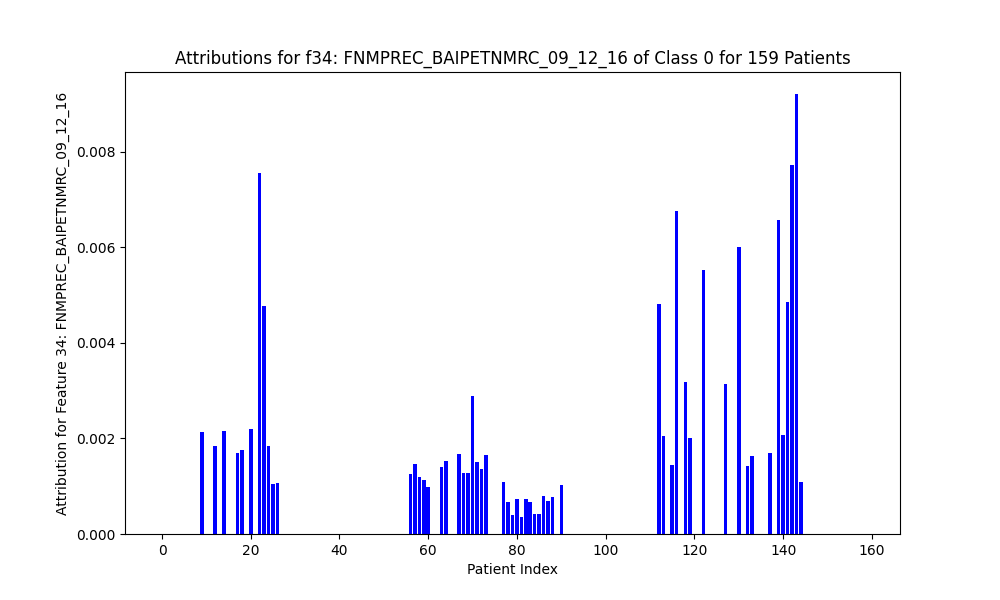 Attributions for f34: FNMPREC_BAIPETNMRC_09_12_16 of Class 0 for 159 Patients
Attribution for Feature 34: FNMPREC_BAIPETNMRC_09_12_16
0.008
0.006
0.004
0.002
0.000
0 20 40 60 80 100 120 140 160
Patient Index